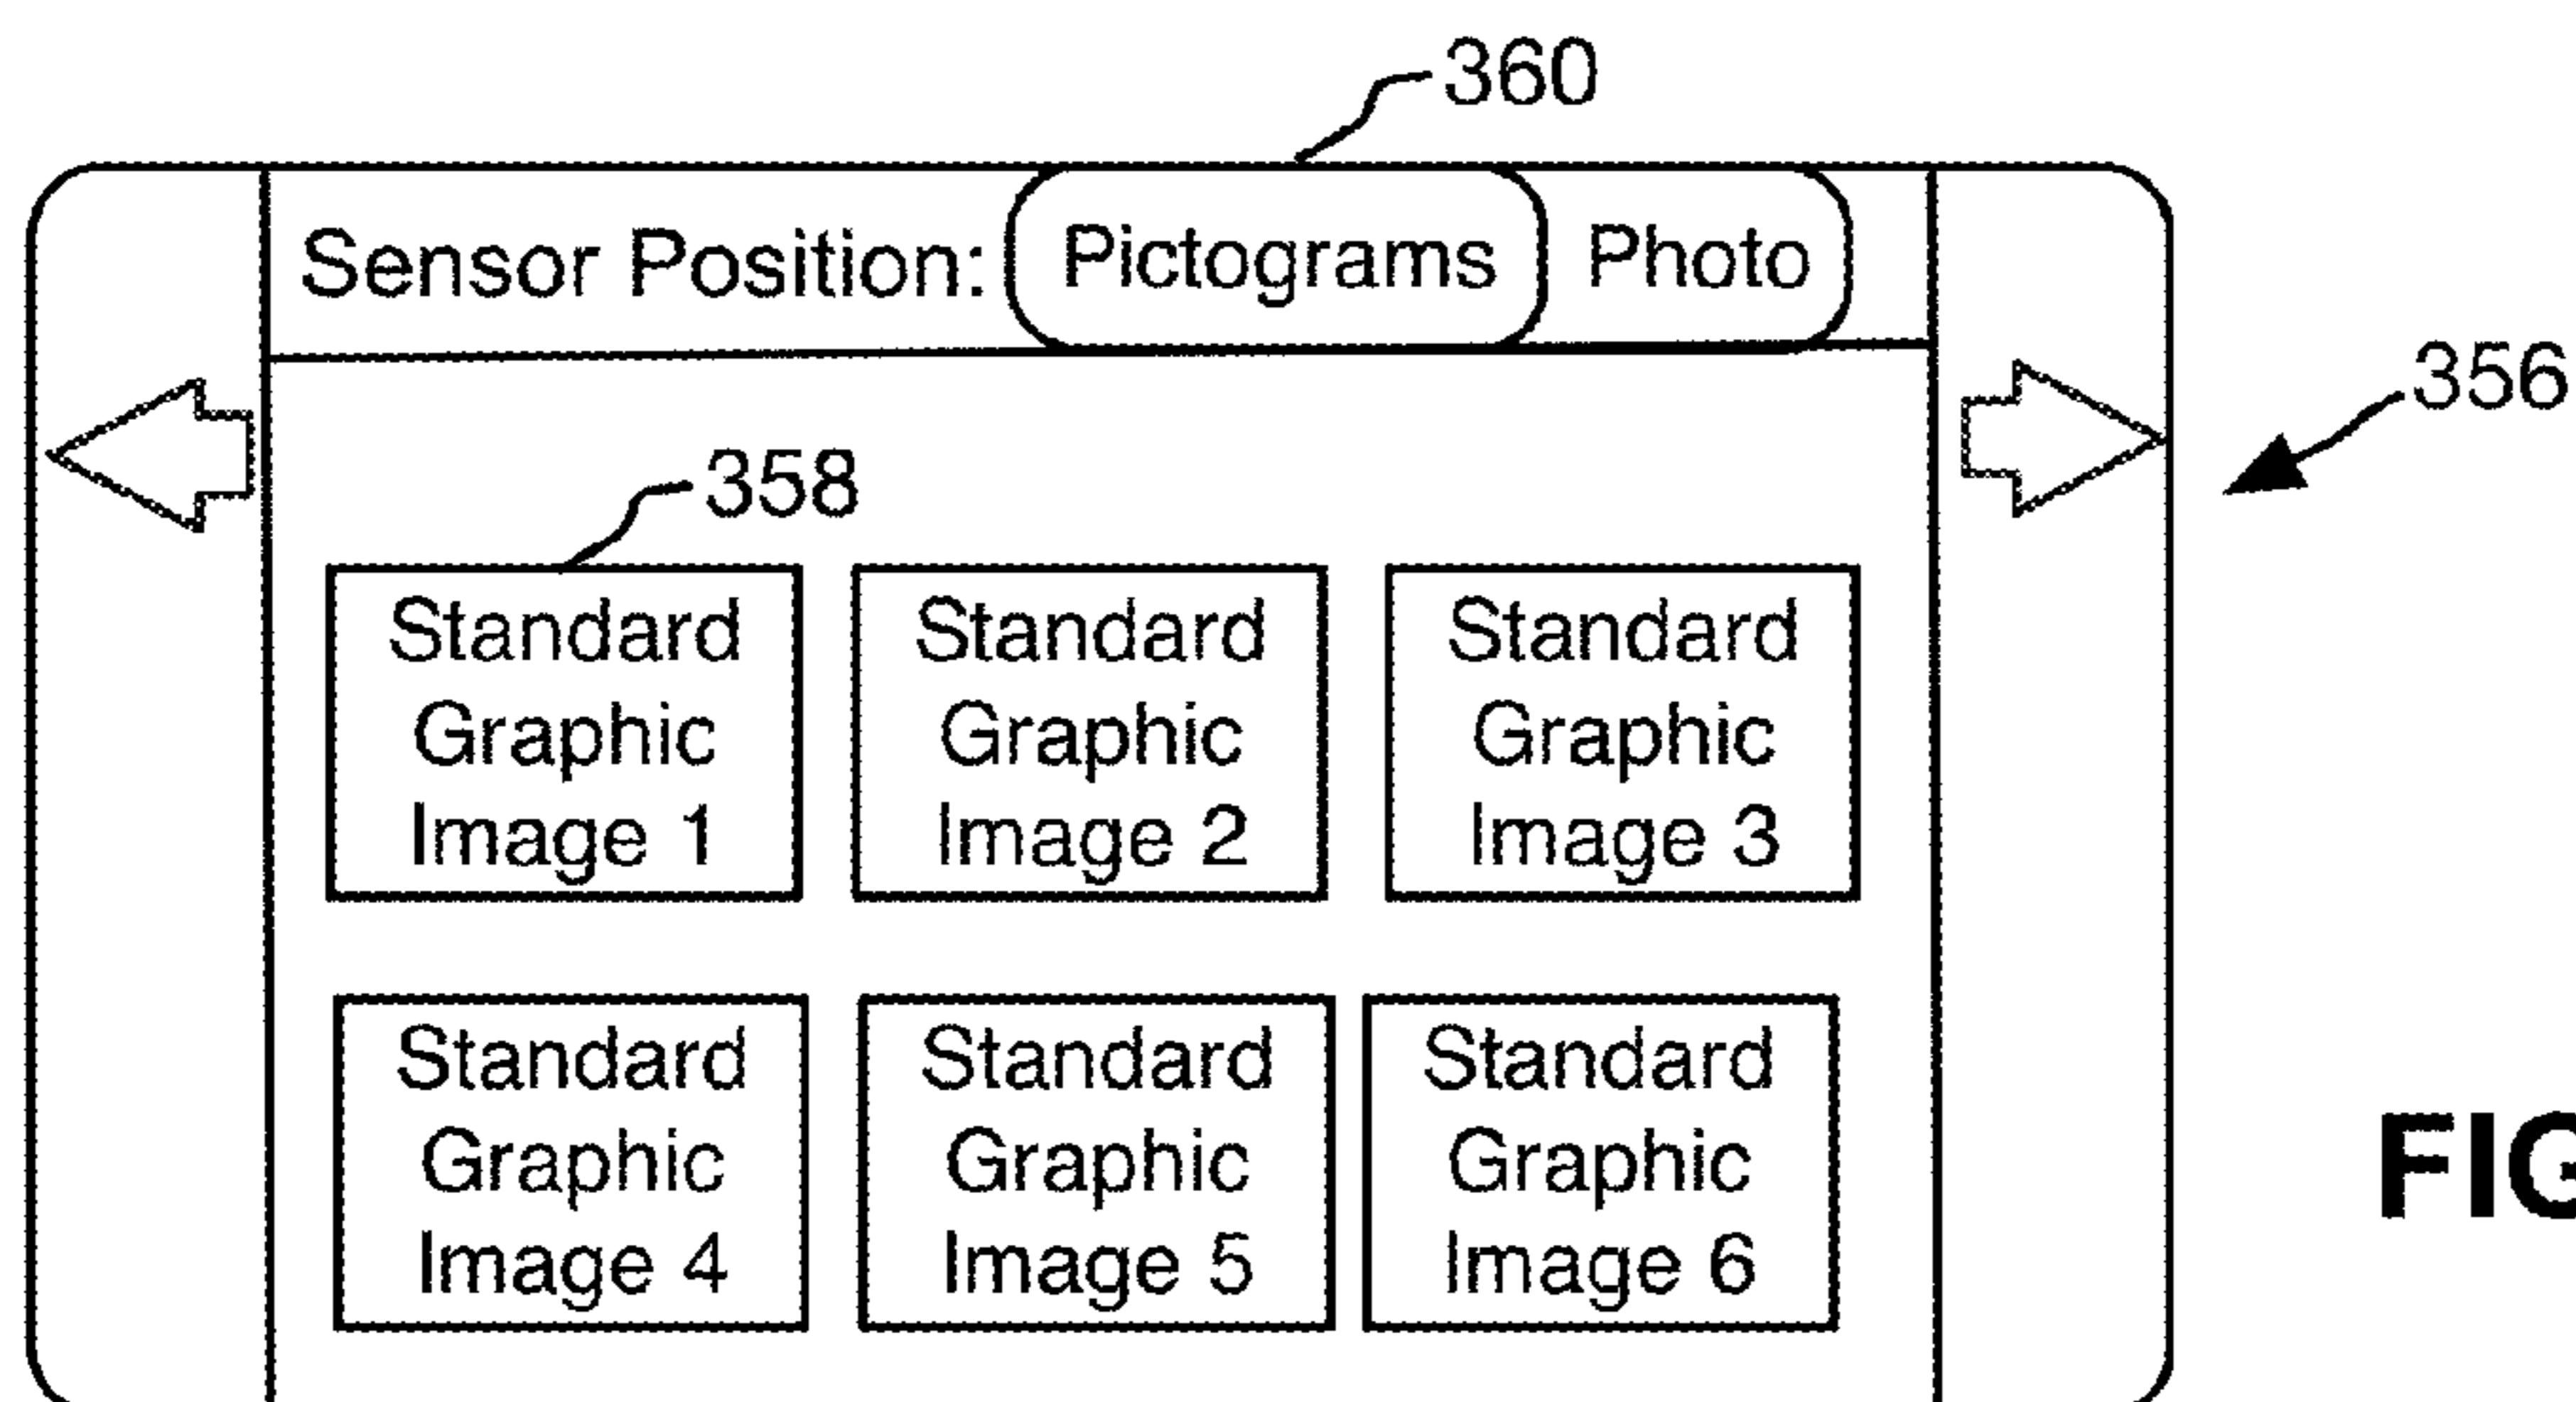 360
Sensor Position: Pictograms Photo
356
358
Standard
Graphic
Image 1
Standard
Graphic
Image 2
Standard
Graphic
Image 3
Standard
Graphic
Image 4
Standard
Graphic
Image 5
Standard
Graphic
Image 6